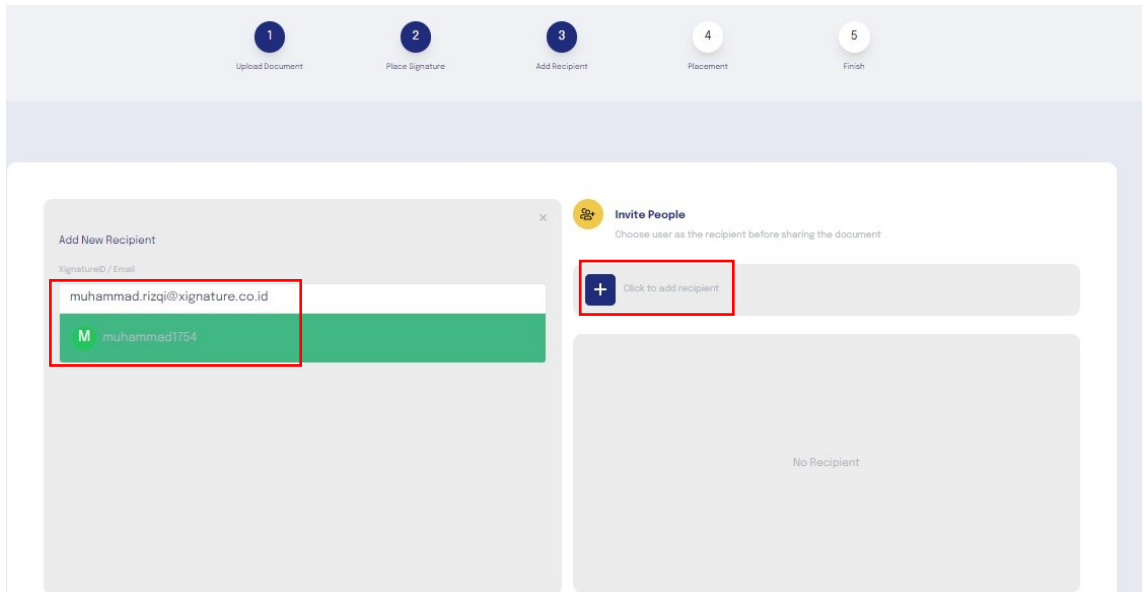 1
2
3
4
5
Upload Document
Place Signature
Add Recipient
Placement
Finish
Add New Recipient
XignatureID / Email
muhammad.rizqi@xignature.co.id
M muhammad1754
Invite People
Choose user as the recipient before sharing the document
Click to add recipient
No Recipient